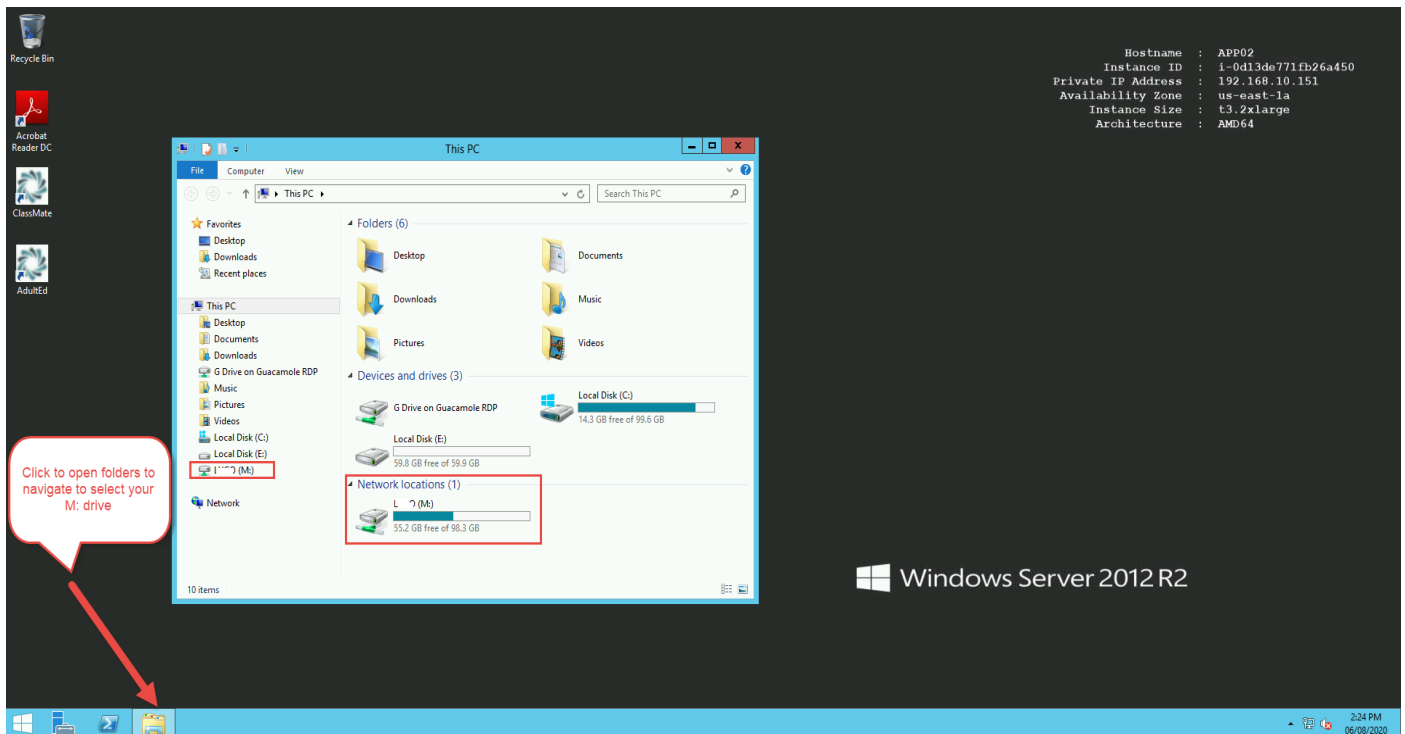 Recycle Bin
Acrobat
Reader DC
ClassMate
AdultEd
Hostname : APP02
Instance ID : i-0d13de771fb26a450
Private IP Address : 192.168.10.151
Availability Zone : us-east-1a
Instance Size : t3.2xlarge
Architecture : AMD64
This PC
File Computer View
This PC
Search This PC
Favorites
Desktop
Downloads
Recent places
This PC
Desktop
Documents
Downloads
G Drive on Guacamole RDP
Music
Pictures
Videos
Local Disk (C:)
Local Disk (E:)
(M:)
Network
Folders (6)
Desktop
Documents
Downloads
Music
Pictures
Videos
Devices and drives (3)
G Drive on Guacamole RDP
Local Disk (C:)
14.3 GB free of 99.6 GB
Local Disk (E:)
59.8 GB free of 59.9 GB
Network locations (1)
(M:)
55.2 GB free of 98.3 GB
10 items
Click to open folders to
navigate to select your
M: drive
Windows Server 2012 R2
2:24 PM
06/08/2020